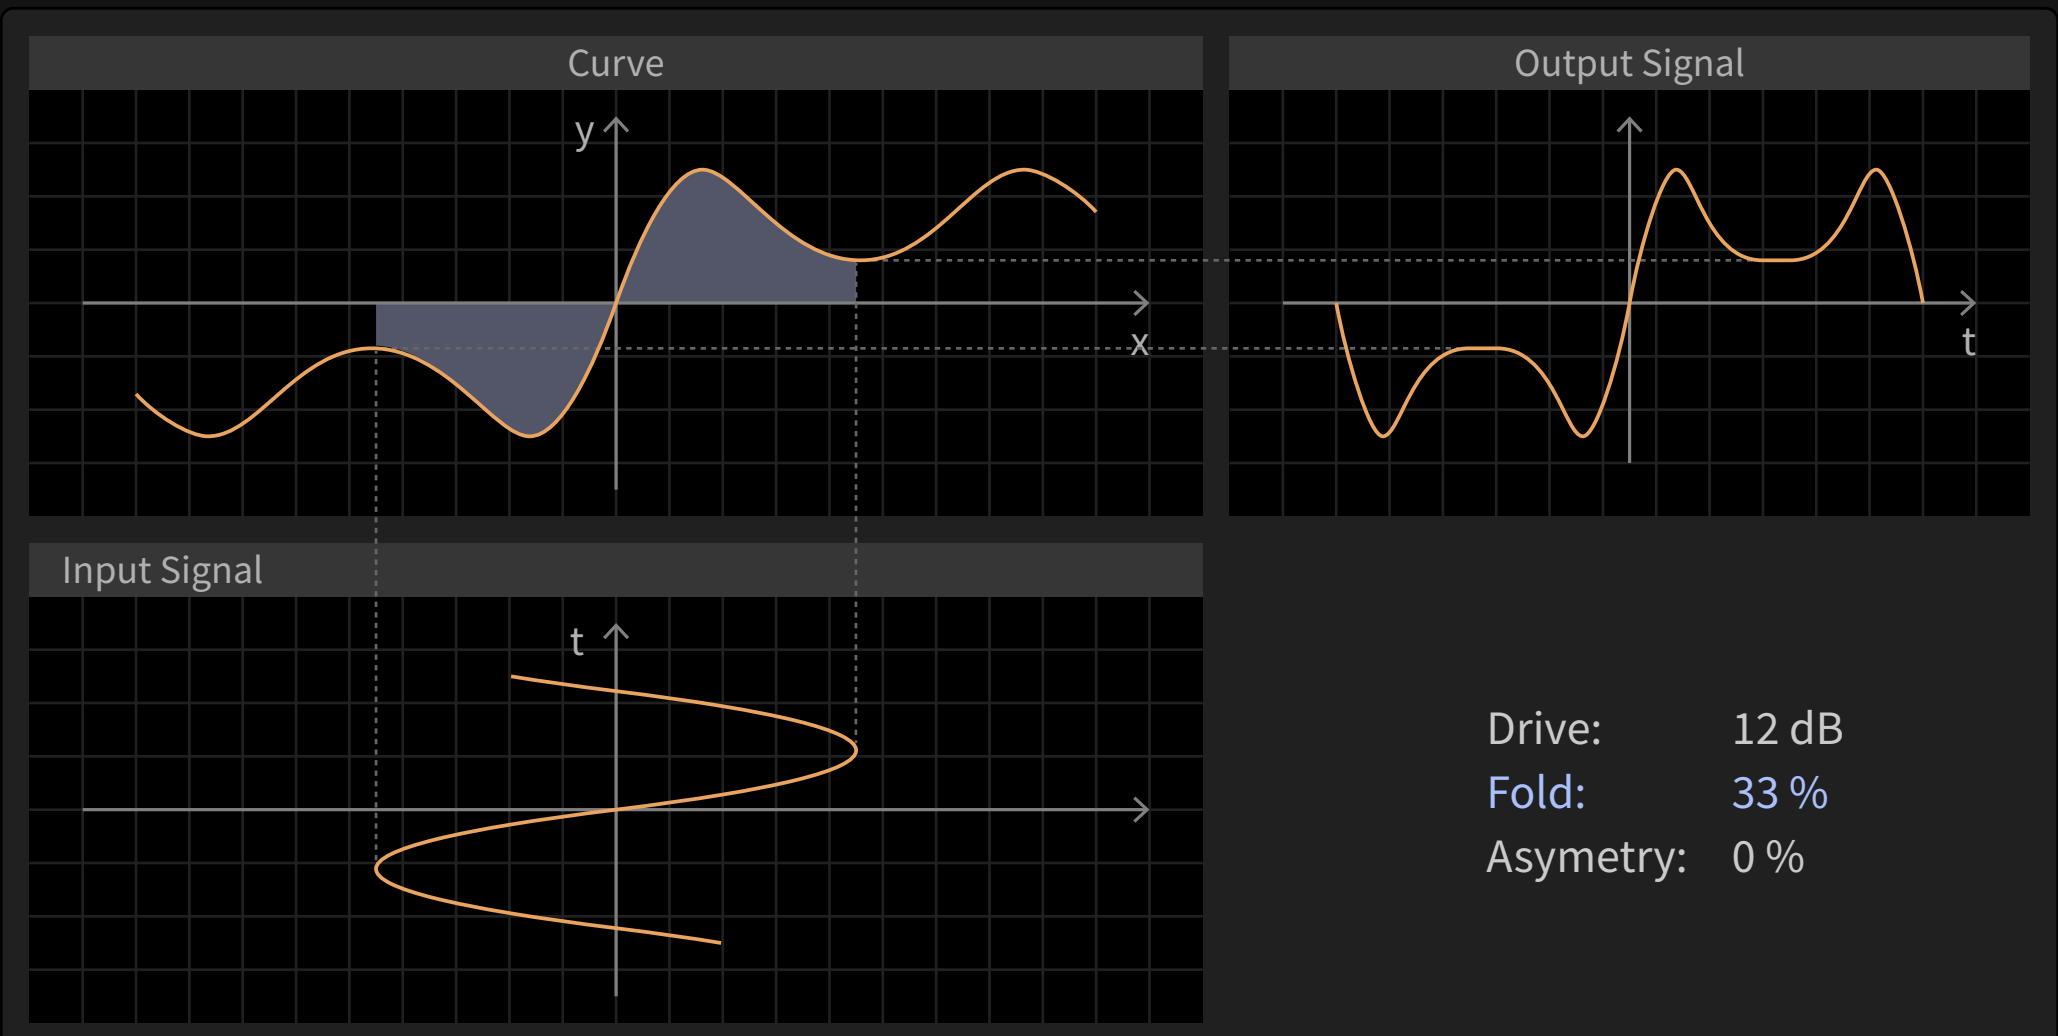 Curve
y
x
Output Signal
t
Input Signal
t
Drive: 12 dB
Fold: 33 %
Asymetry: 0 %